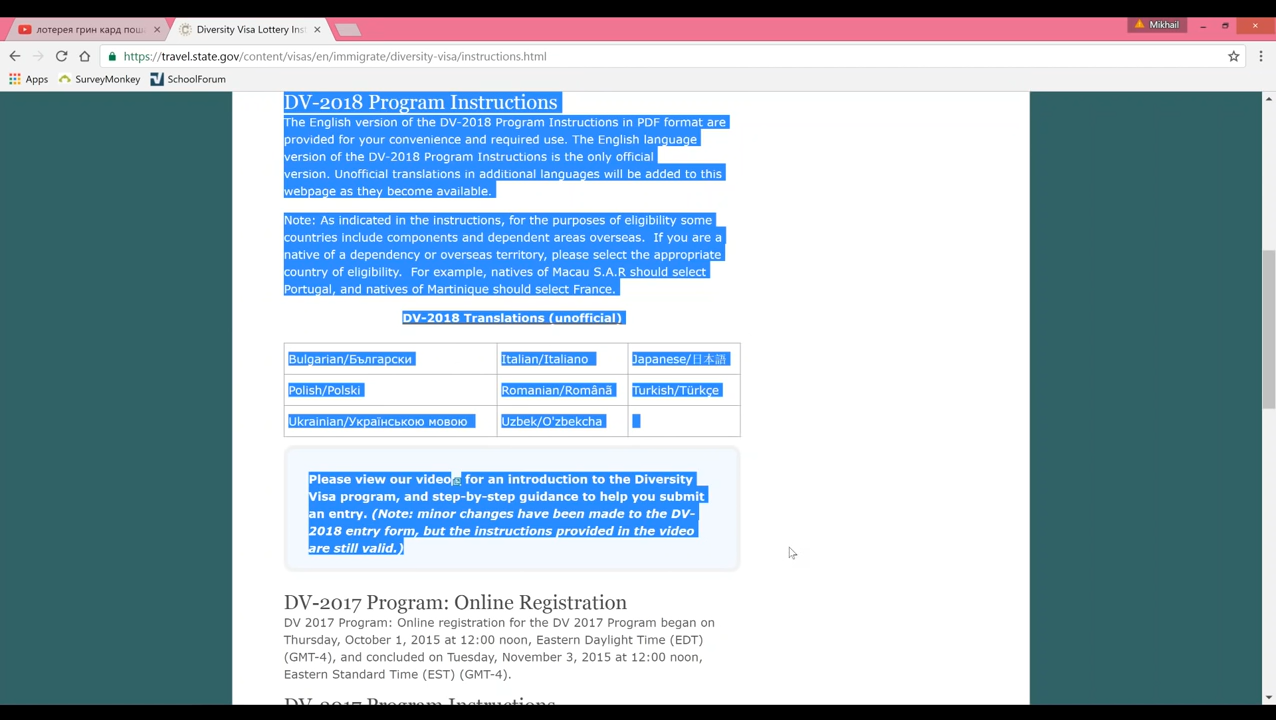 лотерея грин кард пош
Diversity Visa Lottery Ins
Mikhail
https://travel.state.gov/content/visas/en/immigrate/diversity-visa/instructions.html
Apps SurveyMonkey SchoolForum
DV-2018 Program Instructions
The English version of the DV-2018 Program Instructions in PDF format are
provided for your convenience and required use. The English language
version of the DV-2018 Program Instructions is the only official
version. Unofficial translations in additional languages will be added to this
webpage as they become available.
Note: As indicated in the instructions, for the purposes of eligibility some
countries include components and dependent areas overseas. If you are a
native of a dependency or overseas territory, please select the appropriate
country of eligibility. For example, natives of Macau S.A.R should select
Portugal, and natives of Martinique should select France.
DV-2018 Translations (unofficial)
Bulgarian/Български Italian/Italiano Japanese/日本語
Polish/Polski Romanian/Română Turkish/Türkçe
Ukrainian/Українською мовою Uzbek/O'zbekcha
Please view our video for an introduction to the Diversity
Visa program, and step-by-step guidance to help you submit
an entry. (Note: minor changes have been made to the DV-
2018 entry form, but the instructions provided in the video
are still valid.)
DV-2017 Program: Online Registration
DV 2017 Program: Online registration for the DV 2017 Program began on
Thursday, October 1, 2015 at 12:00 noon, Eastern Daylight Time (EDT)
(GMT-4), and concluded on Tuesday, November 3, 2015 at 12:00 noon,
Eastern Standard Time (EST) (GMT-4).
DV-2017 Program Instructions